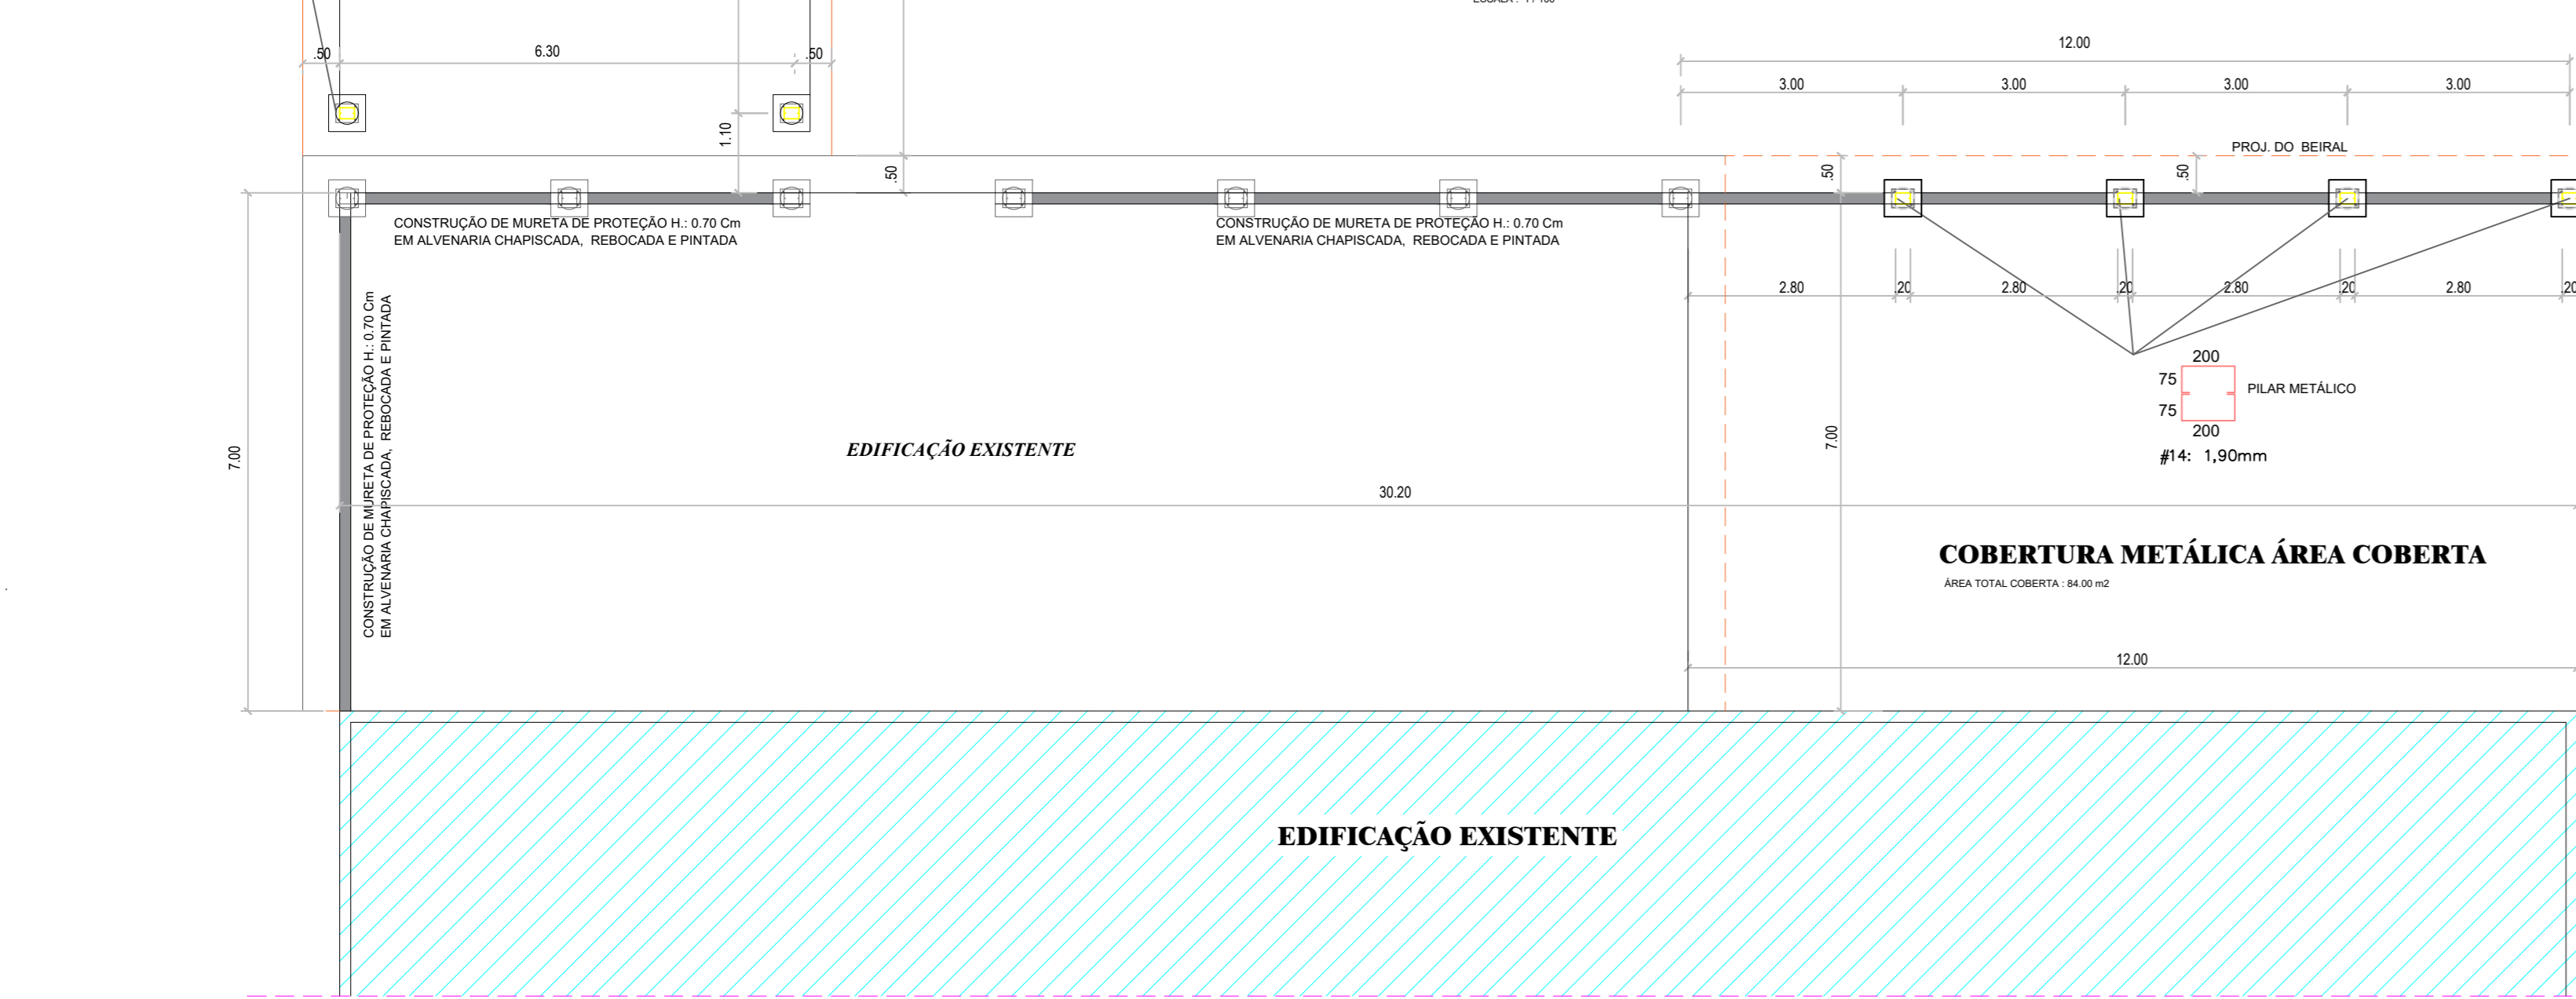 12.00
.50
6.30
.50
3.00
3.00
3.00
3.00
1.10
PROJ. DO BEIRAL
.50
.50
.50
CONSTRUÇÃO DE MURETA DE PROTEÇÃO H.: 0.70 Cm
EM ALVENARIA CHAPISCADA, REBOCADA E PINTADA
CONSTRUÇÃO DE MURETA DE PROTEÇÃO H.: 0.70 Cm
EM ALVENARIA CHAPISCADA, REBOCADA E PINTADA
2.80
.20
2.80
.20
2.80
.20
2.80
.20
CONSTRUÇÃO DE MURETA DE PROTEÇÃO H.: 0.70 Cm
EM ALVENARIA CHAPISCADA, REBOCADA E PINTADA
200
75
PILAR METÁLICO
75
200
7.00
EDIFICAÇÃO EXISTENTE
7.00
#14: 1,90mm
30.20
COBERTURA METÁLICA ÁREA COBERTA
ÁREA TOTAL COBERTA : 84.00 m2
12.00
EDIFICAÇÃO EXISTENTE